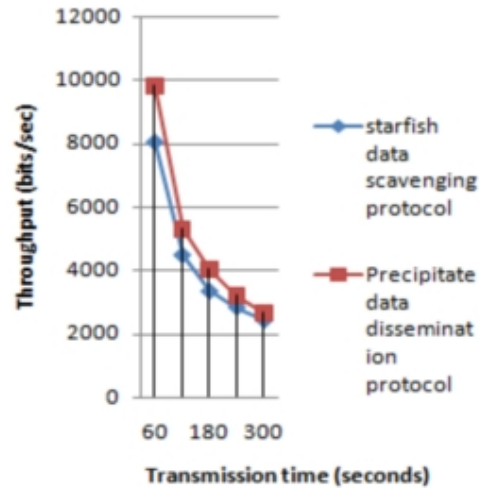 12000
10000
8000
6000
4000
2000
0
Throughput (bits/sec)
60 180 300
Transmission time (seconds)
starfish
data
scavenging
protocol
Precipitate
data
disseminat
ion
protocol